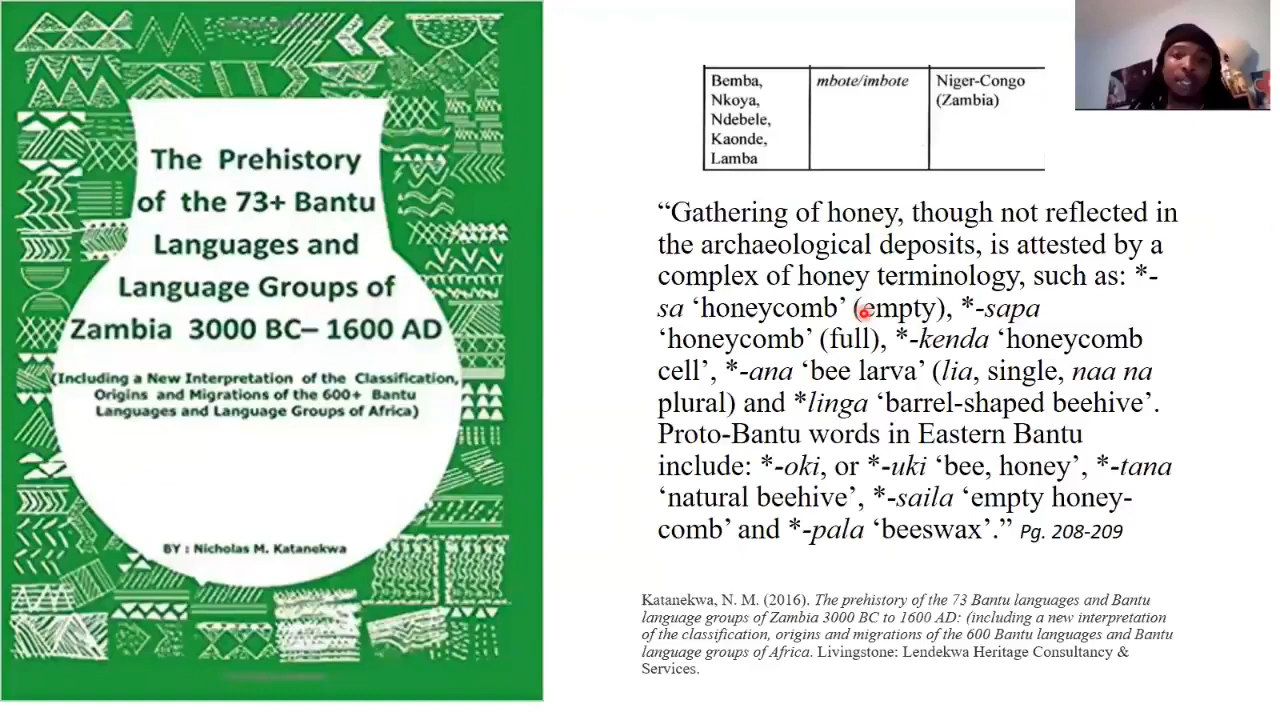 The Prehistory
of the 73+ Bantu
Languages and
Language Groups of
Zambia 3000 BC– 1600 AD
(Including a New Interpretation of the Classification,
Origins and Migrations of the 600+ Bantu
Languages and Language Groups of Africa)
BY : Nicholas M. Katanekwa
Bemba,
Nkoya,
Ndebele,
Kaonde,
Lamba
mbote/imbote
Niger-Congo
(Zambia)
“Gathering of honey, though not reflected in
the archaeological deposits, is attested by a
complex of honey terminology, such as: *-
sa ‘honeycomb’ (empty), *-sapa
‘honeycomb’ (full), *-kenda ‘honeycomb
cell’, *-ana ‘bee larva’ (lia, single, naa na
plural) and *linga ‘barrel-shaped beehive’.
Proto-Bantu words in Eastern Bantu
include: *-oki, or *-uki ‘bee, honey’, *-tana
‘natural beehive’, *-saila ‘empty honey-
comb’ and *-pala ‘beeswax’.” Pg. 208-209
Katanekwa, N. M. (2016). The prehistory of the 73 Bantu languages and Bantu
language groups of Zambia 3000 BC to 1600 AD: (including a new interpretation
of the classification, origins and migrations of the 600 Bantu languages and Bantu
language groups of Africa. Livingstone: Lendekwa Heritage Consultancy &
Services.